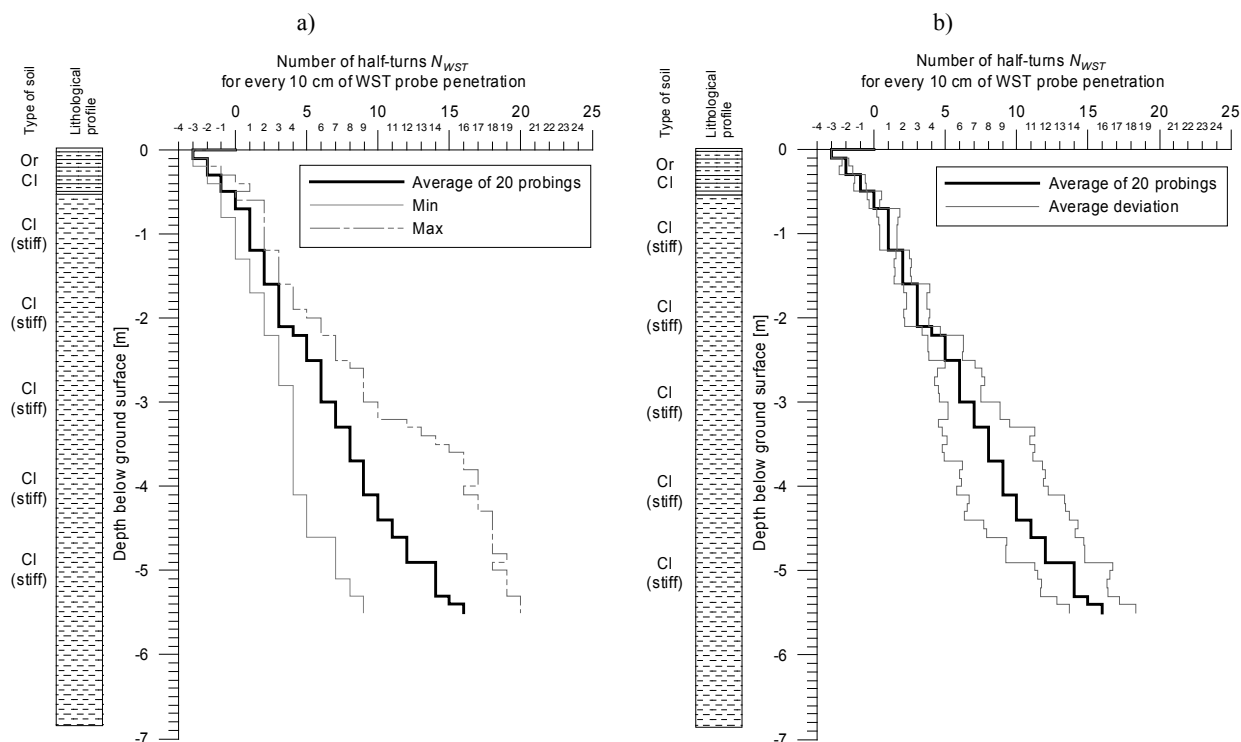 a)
Number of half-turns N_WST
for every 10 cm of WST probe penetration
Type of soil
Lithological
profile
0 5 10 15 20 25
-4 -3 -2 -1 1 2 3 4 6 7 8 9 11 12 13 14 16 17 18 19 21 22 23 24
Or
Cl
Cl
(stiff)
Cl
(stiff)
Cl
(stiff)
Cl
(stiff)
Cl
(stiff)
Depth below ground surface [m]
0
-1
-2
-3
-4
-5
-6
-7
Average of 20 probings
Min
Max
b)
Number of half-turns N_WST
for every 10 cm of WST probe penetration
Type of soil
Lithological
profile
0 5 10 15 20 25
-4 -3 -2 -1 1 2 3 4 6 7 8 9 11 12 13 14 16 17 18 19 21 22 23 24
Or
Cl
Cl
(stiff)
Cl
(stiff)
Cl
(stiff)
Cl
(stiff)
Cl
(stiff)
Depth below ground surface [m]
0
-1
-2
-3
-4
-5
-6
-7
Average of 20 probings
Average deviation